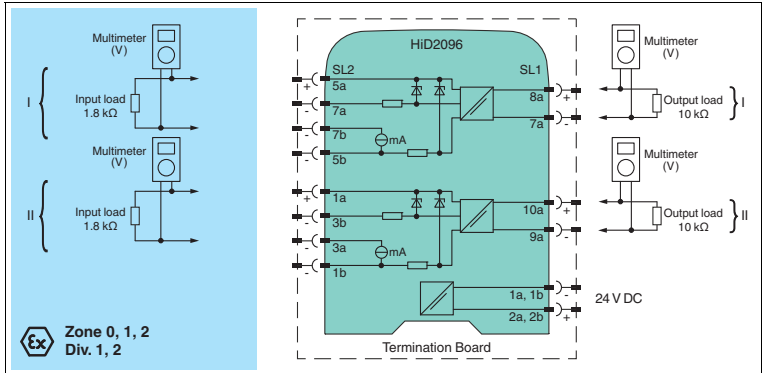 Multimeter
(V)
I
Input load
1.8 kΩ
Multimeter
(V)
II
Input load
1.8 kΩ
Ex
Zone 0, 1, 2
Div. 1, 2
HiD2096
SL2
SL1
+
5a
-
7a
-
7b
mA
-
5b
8a
+
7a
-
+
1a
-
3b
-
3a
mA
-
1b
10a
+
9a
-
1a, 1b
-
2a, 2b
+
24 V DC
Termination Board
Multimeter
(V)
Output load
10 kΩ
I
Multimeter
(V)
Output load
10 kΩ
II